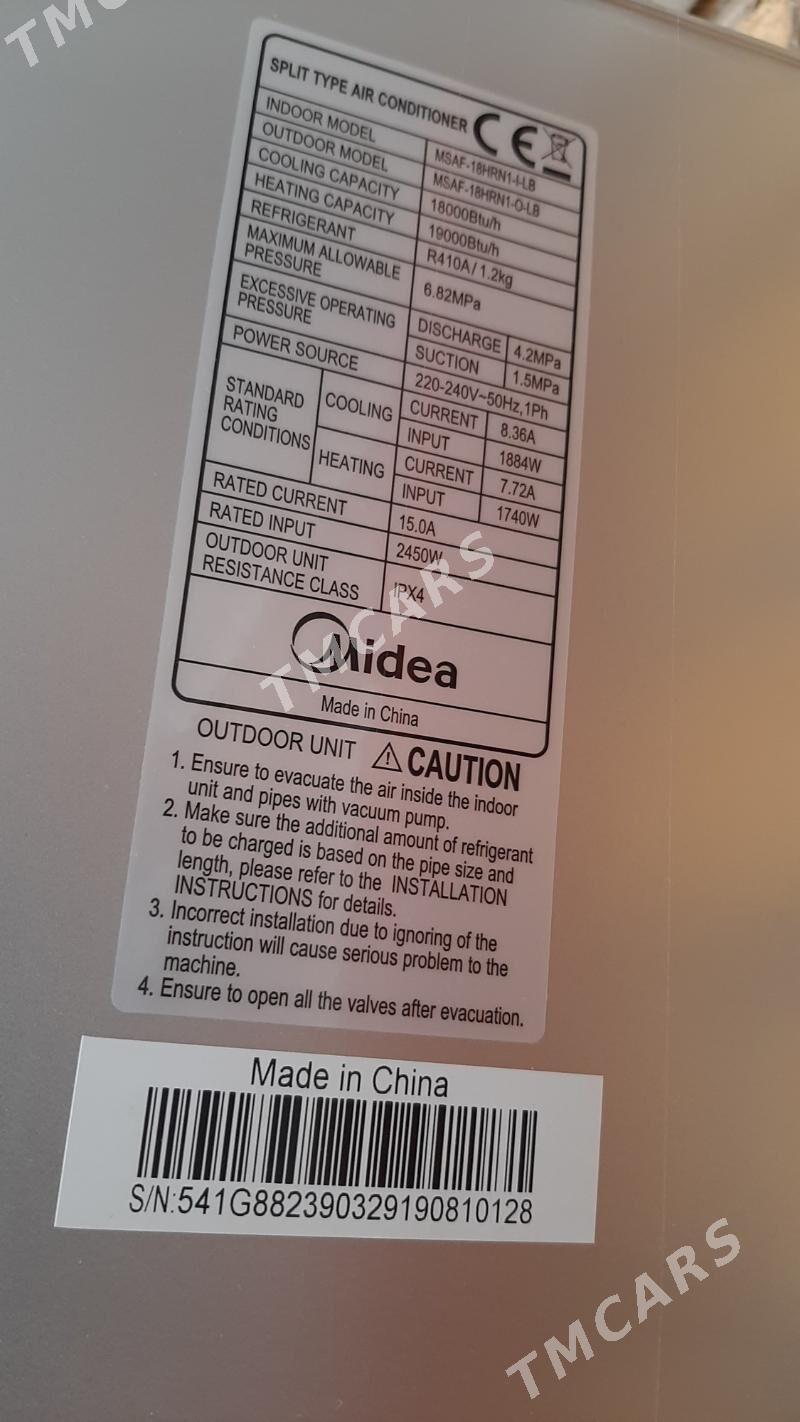 TMCARS
SPLIT TYPE AIR CONDITIONER CE
INDOOR MODEL MSAF-18HRN1-I-LB
OUTDOOR MODEL MSAF-18HRN1-O-LB
COOLING CAPACITY 18000Btu/h
HEATING CAPACITY 19000Btu/h
REFRIGERANT R410A/1.2kg
MAXIMUM ALLOWABLE
PRESSURE 6.82MPa
EXCESSIVE OPERATING
PRESSURE
DISCHARGE 4.2MPa
SUCTION 1.5MPa
POWER SOURCE 220-240V~50Hz,1Ph
STANDARD
RATING
CONDITIONS
COOLING
CURRENT 8.36A
INPUT 1884W
HEATING
CURRENT 7.72A
INPUT 1740W
RATED CURRENT 15.0A
RATED INPUT 2450W
OUTDOOR UNIT
RESISTANCE CLASS IPX4
Midea
TMCARS
Made in China
OUTDOOR UNIT CAUTION
1. Ensure to evacuate the air inside the indoor
unit and pipes with vacuum pump.
2. Make sure the additional amount of refrigerant
to be charged is based on the pipe size and
length, please refer to the INSTALLATION
INSTRUCTIONS for details.
3. Incorrect installation due to ignoring of the
instruction will cause serious problem to the
machine.
4. Ensure to open all the valves after evacuation.
Made in China
S/N:541G882390329190810128
TMCARS